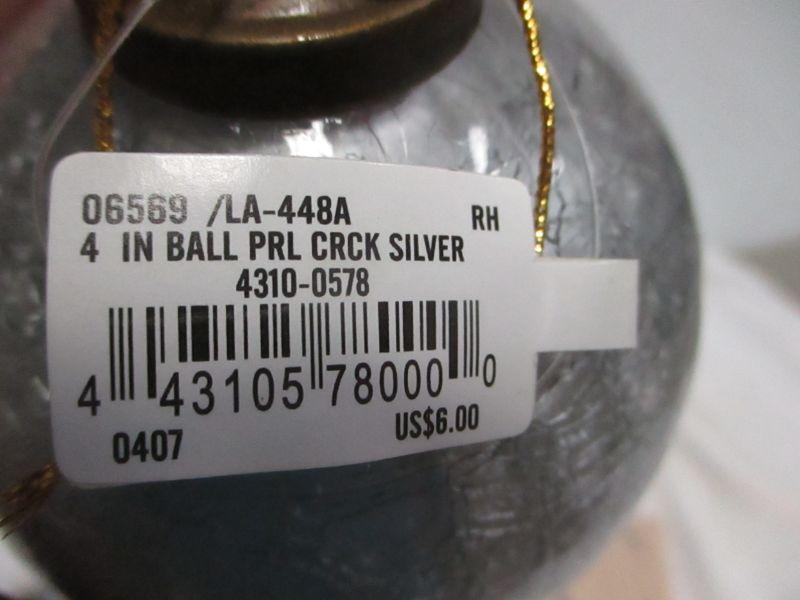 06569 /LA-448A RH
4 IN BALL PRL CRCK SILVER
4310-0578
4 43105 78000 0
0407 US$6.00